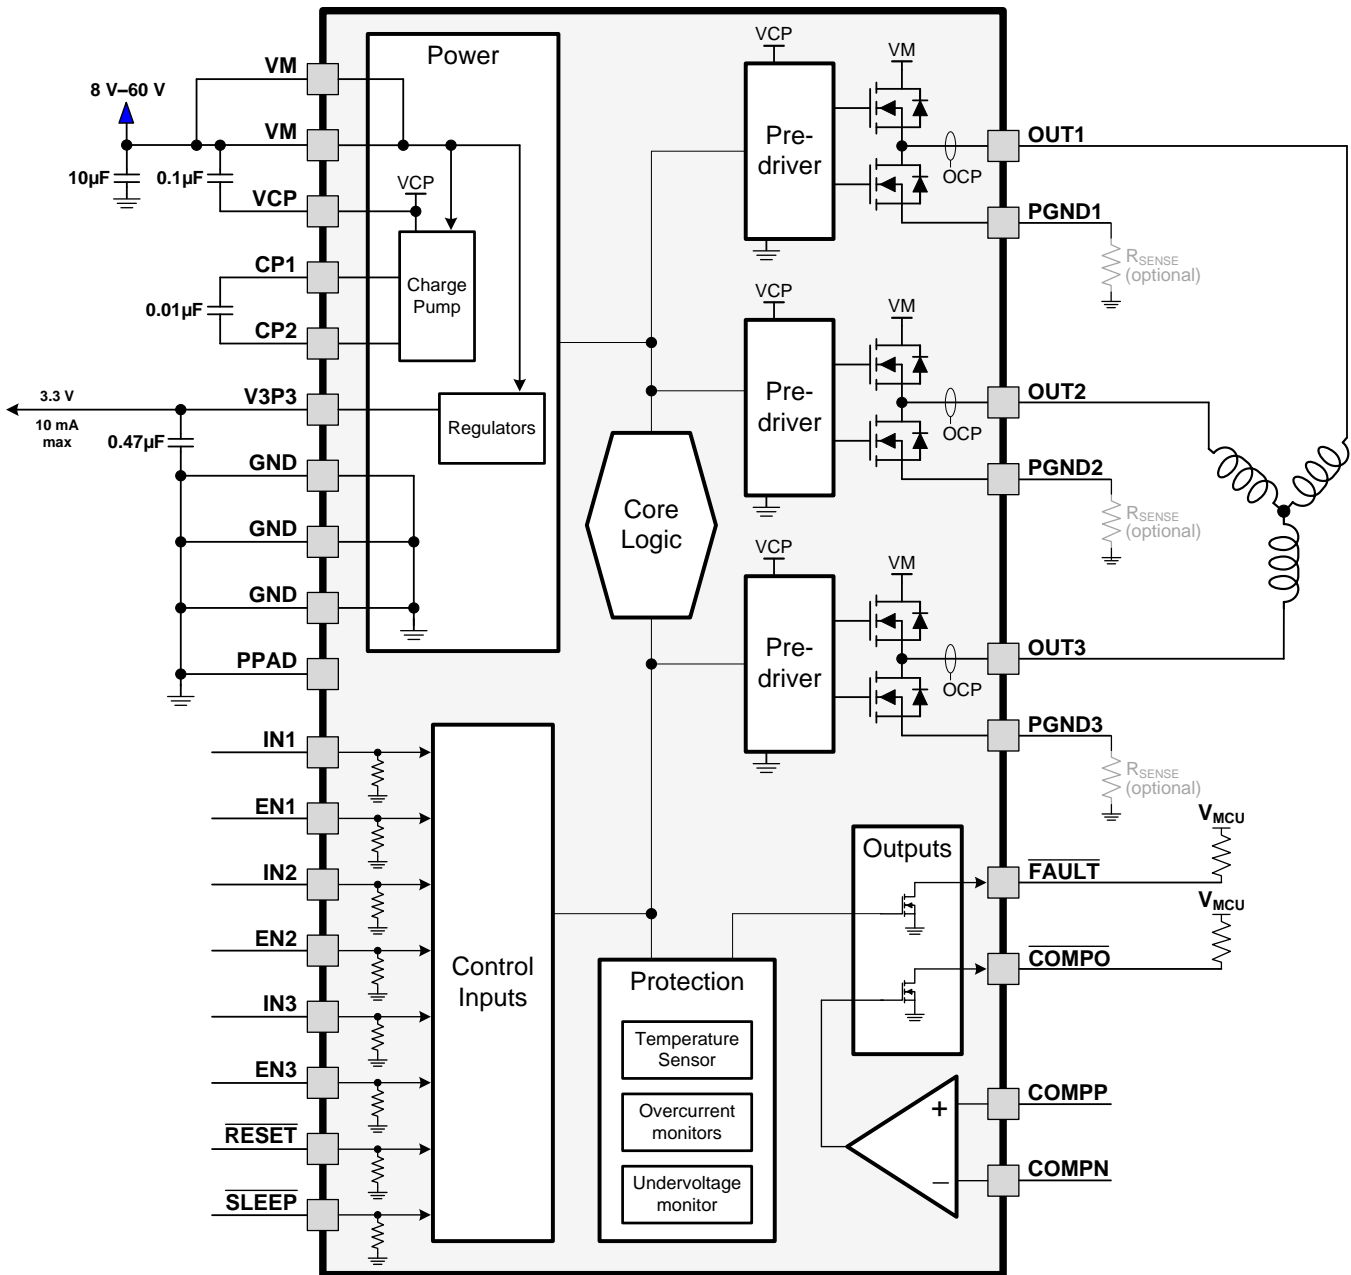 Power
VM
8 V–60 V
VM
10µF
0.1µF
VCP
VCP
CP1
Charge
Pump
0.01µF
CP2
3.3 V
V3P3
10 mA
max
0.47µF
Regulators
GND
GND
GND
PPAD
Core
Logic
VCP
VM
Pre-
driver
OUT1
OCP
PGND1
RSENSE
(optional)
VCP
VM
Pre-
driver
OUT2
OCP
PGND2
RSENSE
(optional)
VCP
VM
Pre-
driver
OUT3
OCP
PGND3
RSENSE
(optional)
IN1
EN1
IN2
EN2
IN3
EN3
RESET
SLEEP
Control
Inputs
Protection
Temperature
Sensor
Overcurrent
monitors
Undervoltage
monitor
Outputs
VMCU
FAULT
VMCU
COMPO
+
COMPP
–
COMPN